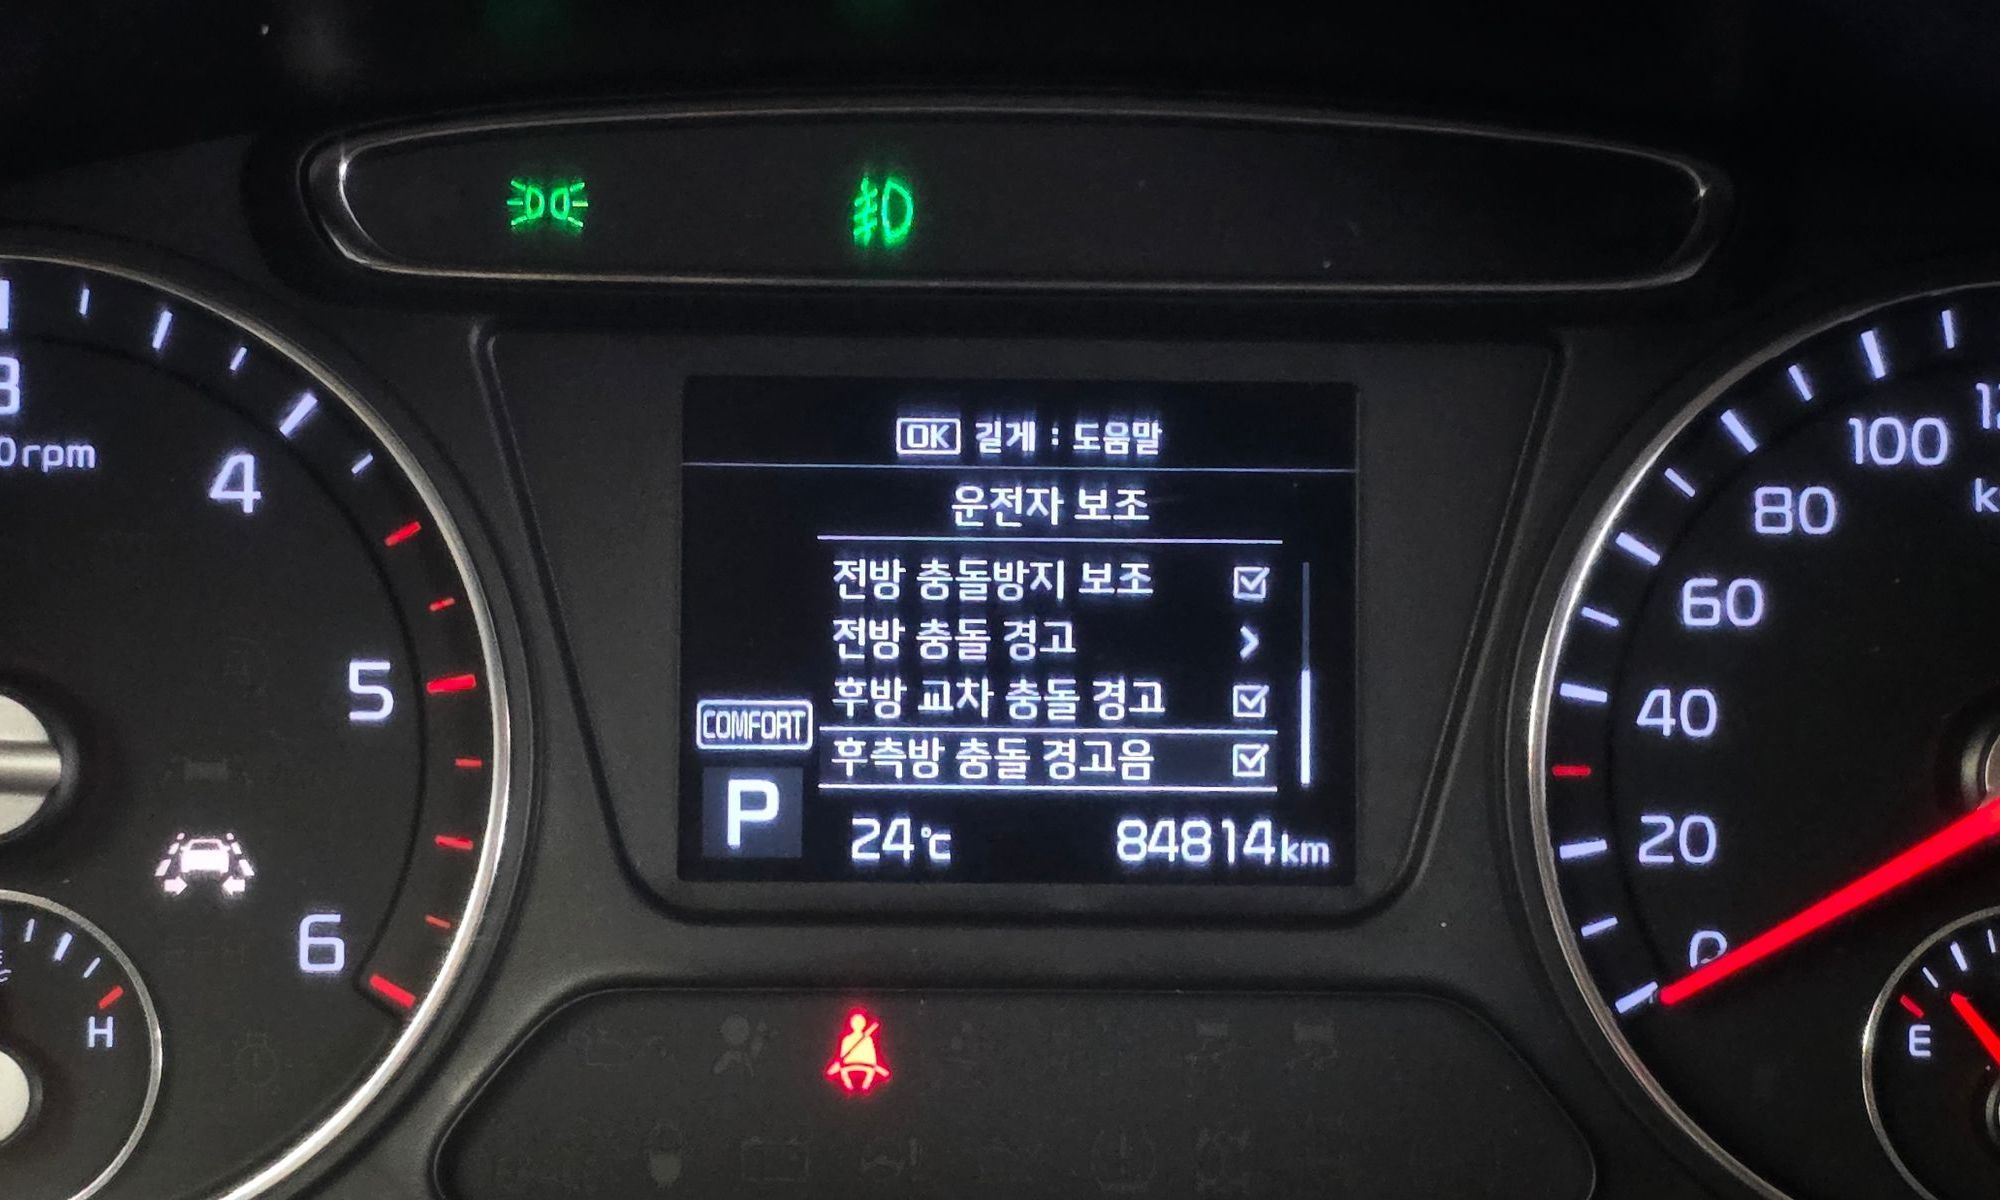 OK 길게 : 도움말
운전자 보조
전방 충돌방지 보조
전방 충돌 경고
후방 교차 충돌 경고
후측방 충돌 경고음
COMFORT
P
24℃
84814km
3
rpm
4
5
6
H
100
80
60
40
20
0
E